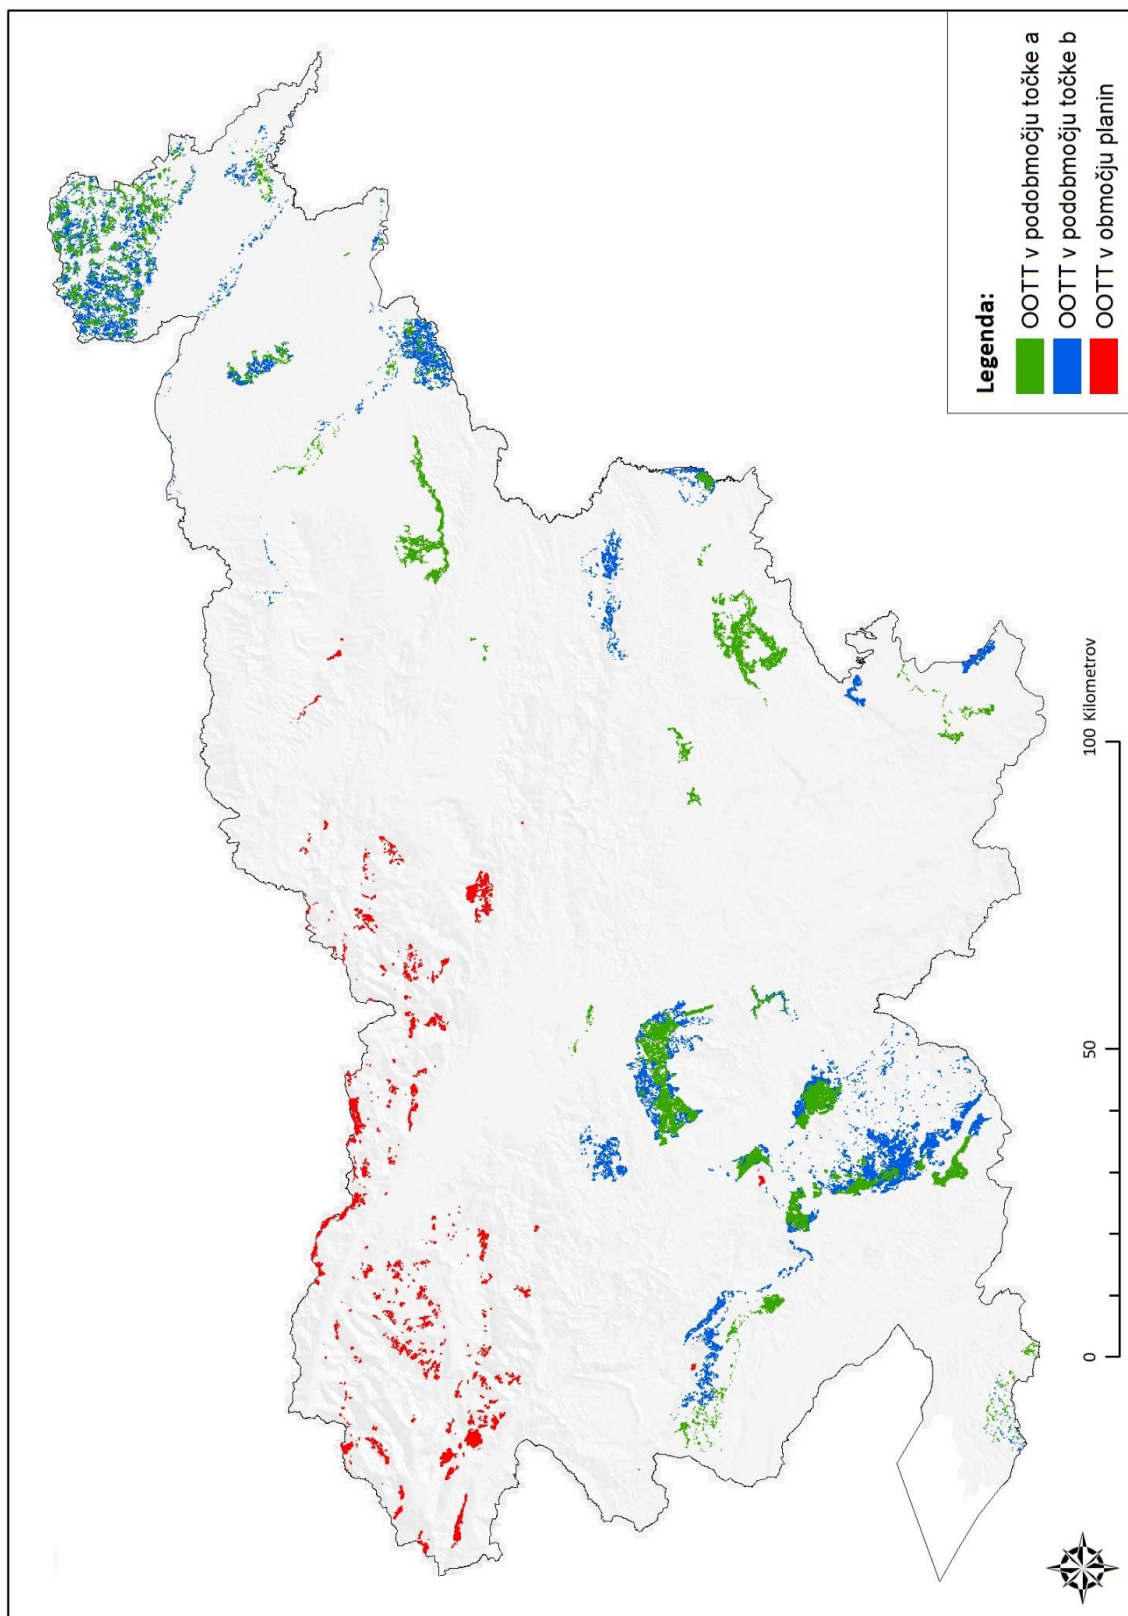 Legenda:
OOTT v podobmočju točke a
OOTT v podobmočju točke b
OOTT v območju planin
0
50
100 Kilometrov